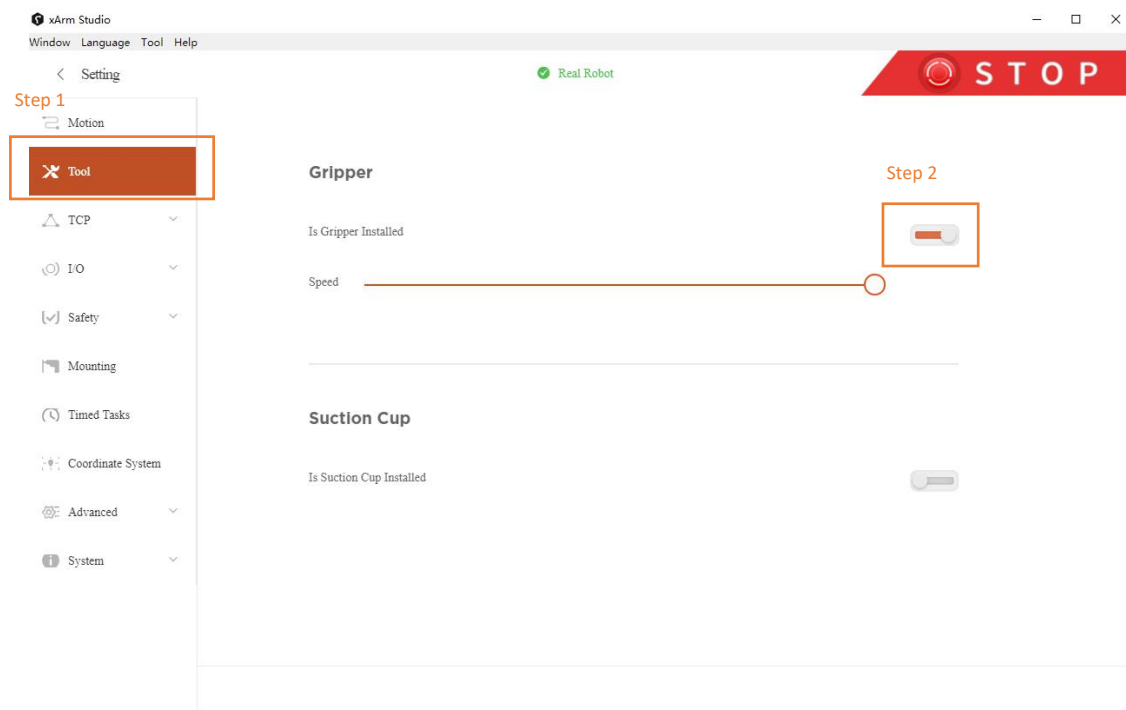 xArm Studio
Window Language Tool Help
Setting
Real Robot
STOP
Step 1
Motion
Tool
TCP
I/O
Safety
Mounting
Timed Tasks
Coordinate System
Advanced
System
Gripper
Step 2
Is Gripper Installed
Speed
Suction Cup
Is Suction Cup Installed